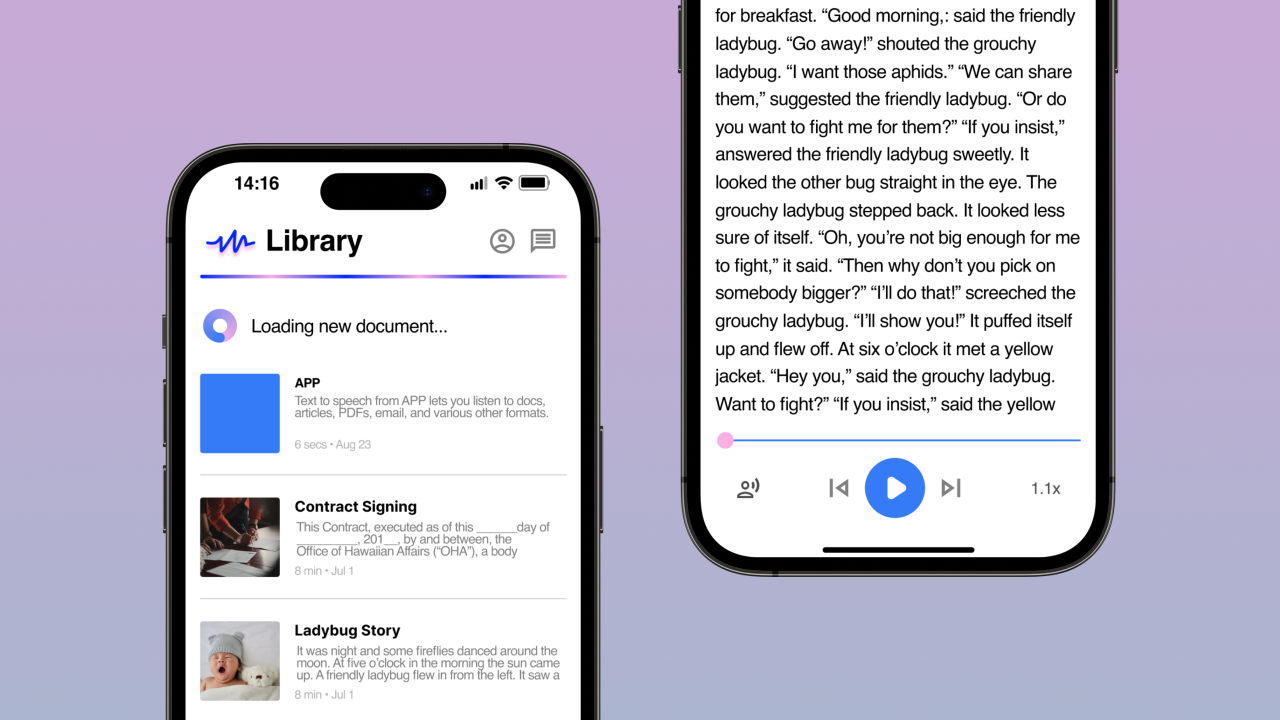 14:16
Library
Loading new document...
APP
Text to speech from APP lets you listen to docs,
articles, PDFs, email, and various other formats.
6 secs • Aug 23
Contract Signing
This Contract, executed as of this ______day of
_________, 201__, by and between, the
Office of Hawaiian Affairs (“OHA”), a body
8 min • Jul 1
Ladybug Story
It was night and some fireflies danced around the
moon. At five o’clock in the morning the sun came
up. A friendly ladybug flew in from the left. It saw a
8 min • Jul 1
for breakfast. “Good morning,: said the friendly
ladybug. “Go away!” shouted the grouchy
ladybug. “I want those aphids.” “We can share
them,” suggested the friendly ladybug. “Or do
you want to fight me for them?” “If you insist,”
answered the friendly ladybug sweetly. It
looked the other bug straight in the eye. The
grouchy ladybug stepped back. It looked less
sure of itself. “Oh, you’re not big enough for me
to fight,” it said. “Then why don’t you pick on
somebody bigger?” “I’ll do that!” screeched the
grouchy ladybug. “I’ll show you!” It puffed itself
up and flew off. At six o’clock it met a yellow
jacket. “Hey you,” said the grouchy ladybug.
Want to fight?” “If you insist,” said the yellow
1.1x